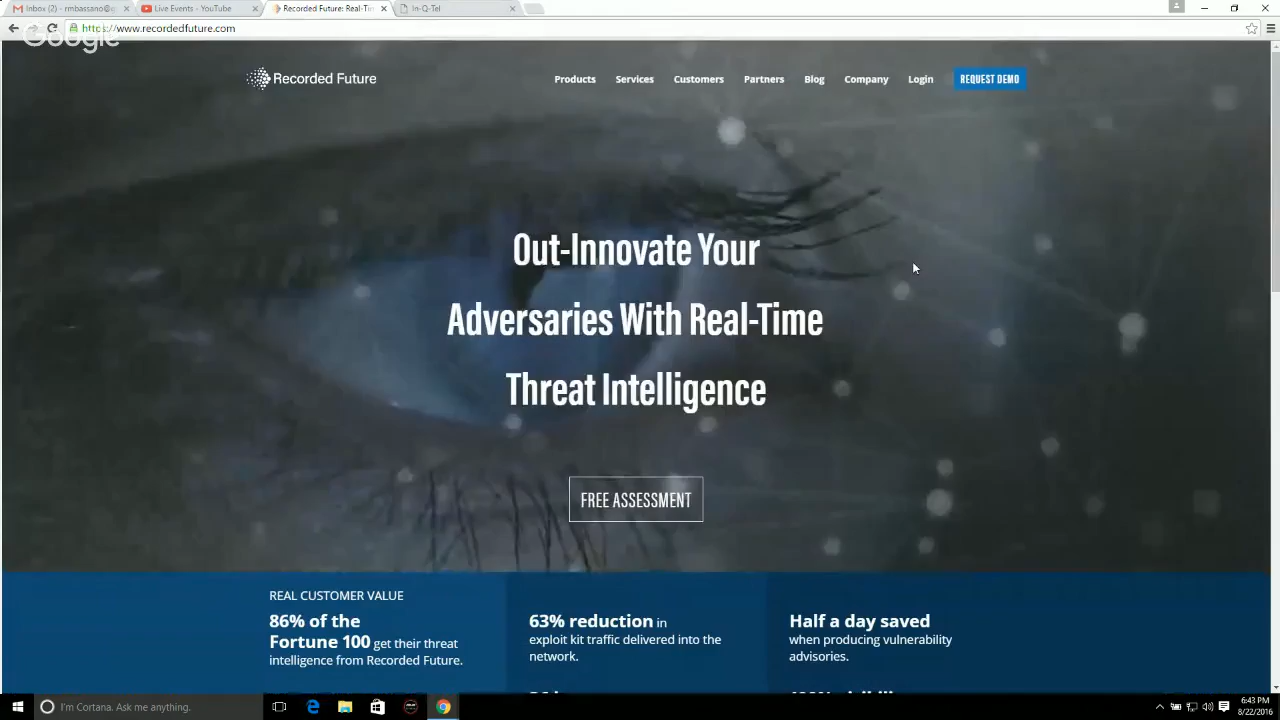 Inbox (2) - rmbassano@c
Live Events - YouTube
Recorded Future: Real-Tim
In-Q-Tel
https://www.recordedfuture.com
Google
Recorded Future
Products
Services
Customers
Partners
Blog
Company
Login
REQUEST DEMO
Out-Innovate Your
Adversaries With Real-Time
Threat Intelligence
FREE ASSESSMENT
REAL CUSTOMER VALUE
86% of the
Fortune 100 get their threat
intelligence from Recorded Future.
63% reduction in
exploit kit traffic delivered into the
network.
Half a day saved
when producing vulnerability
advisories.
I'm Cortana. Ask me anything.
6:43 PM
8/22/2016